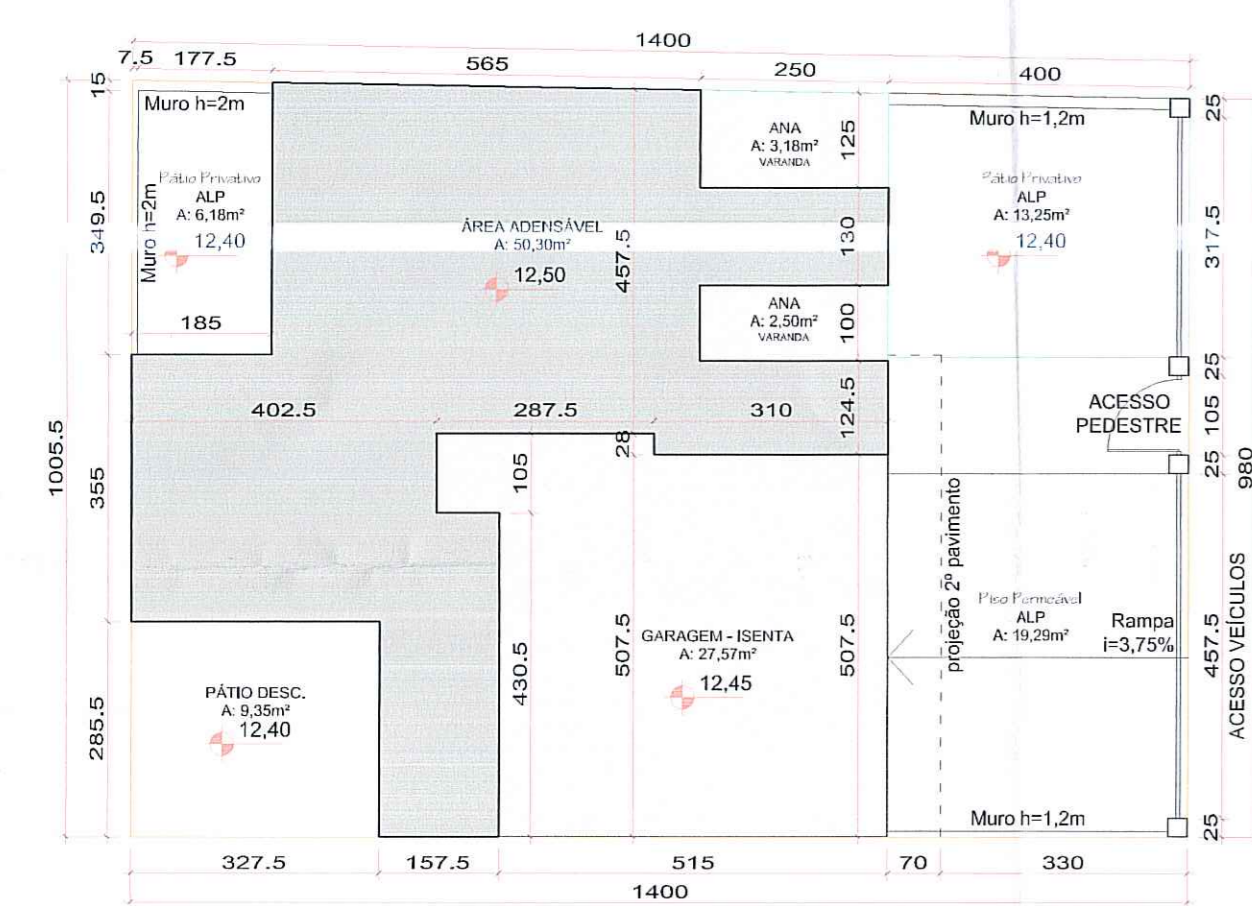 1400
7.5 177.5 565 250 400
15
Muro h=2m
Muro h=2m
349.5
Pátio Privativo
ALP
A: 6,18m²
12,40
185
ÁREA ADENSÁVEL
A: 50,30m²
12,50
457.5
ANA
A: 3,18m²
VARANDA
125
130
ANA
A: 2,50m²
VARANDA
100
124.5
Muro h=1,2m
Pátio Privativo
ALP
A: 13,25m²
12,40
25
317.5
25
105
25
980
ACESSO
PEDESTRE
402.5 287.5 310
28
105
1005.5
355
285.5
PÁTIO DESC.
A: 9,35m²
12,40
430.5
507.5
GARAGEM - ISENTA
A: 27,57m²
12,45
507.5
projeção 2º pavimento
Piso Permeável
ALP
A: 19,29m²
Rampa
i=3,75%
457.5
ACESSO VEÍCULOS
Muro h=1,2m
25
327.5 157.5 515 70 330
1400